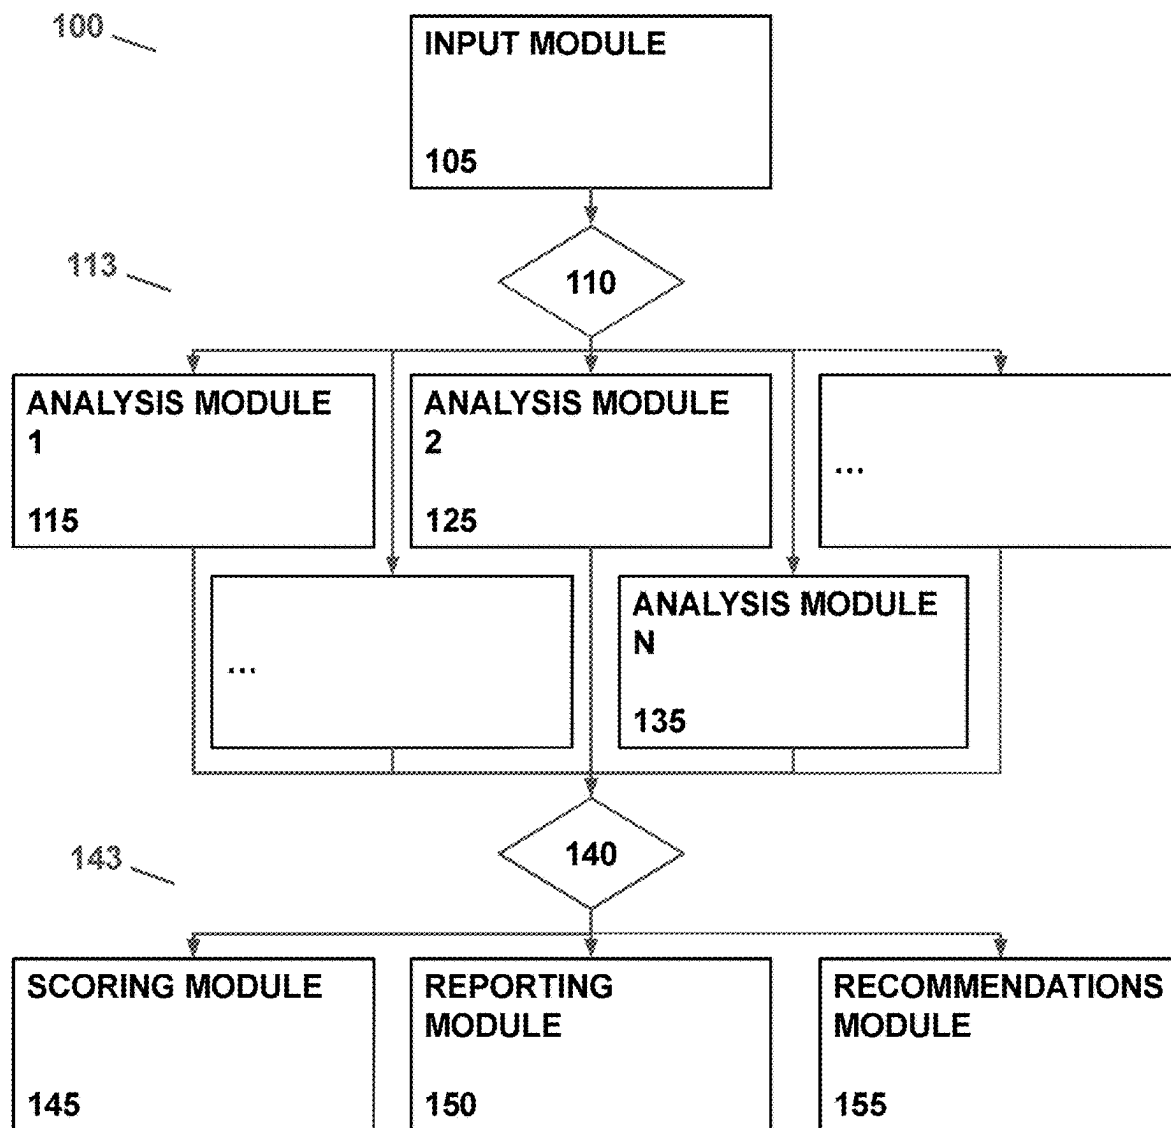 100
INPUT MODULE
105
113
110
ANALYSIS MODULE
1
115
ANALYSIS MODULE
2
125
...
...
ANALYSIS MODULE
N
135
143
140
SCORING MODULE
145
REPORTING
MODULE
150
RECOMMENDATIONS
MODULE
155